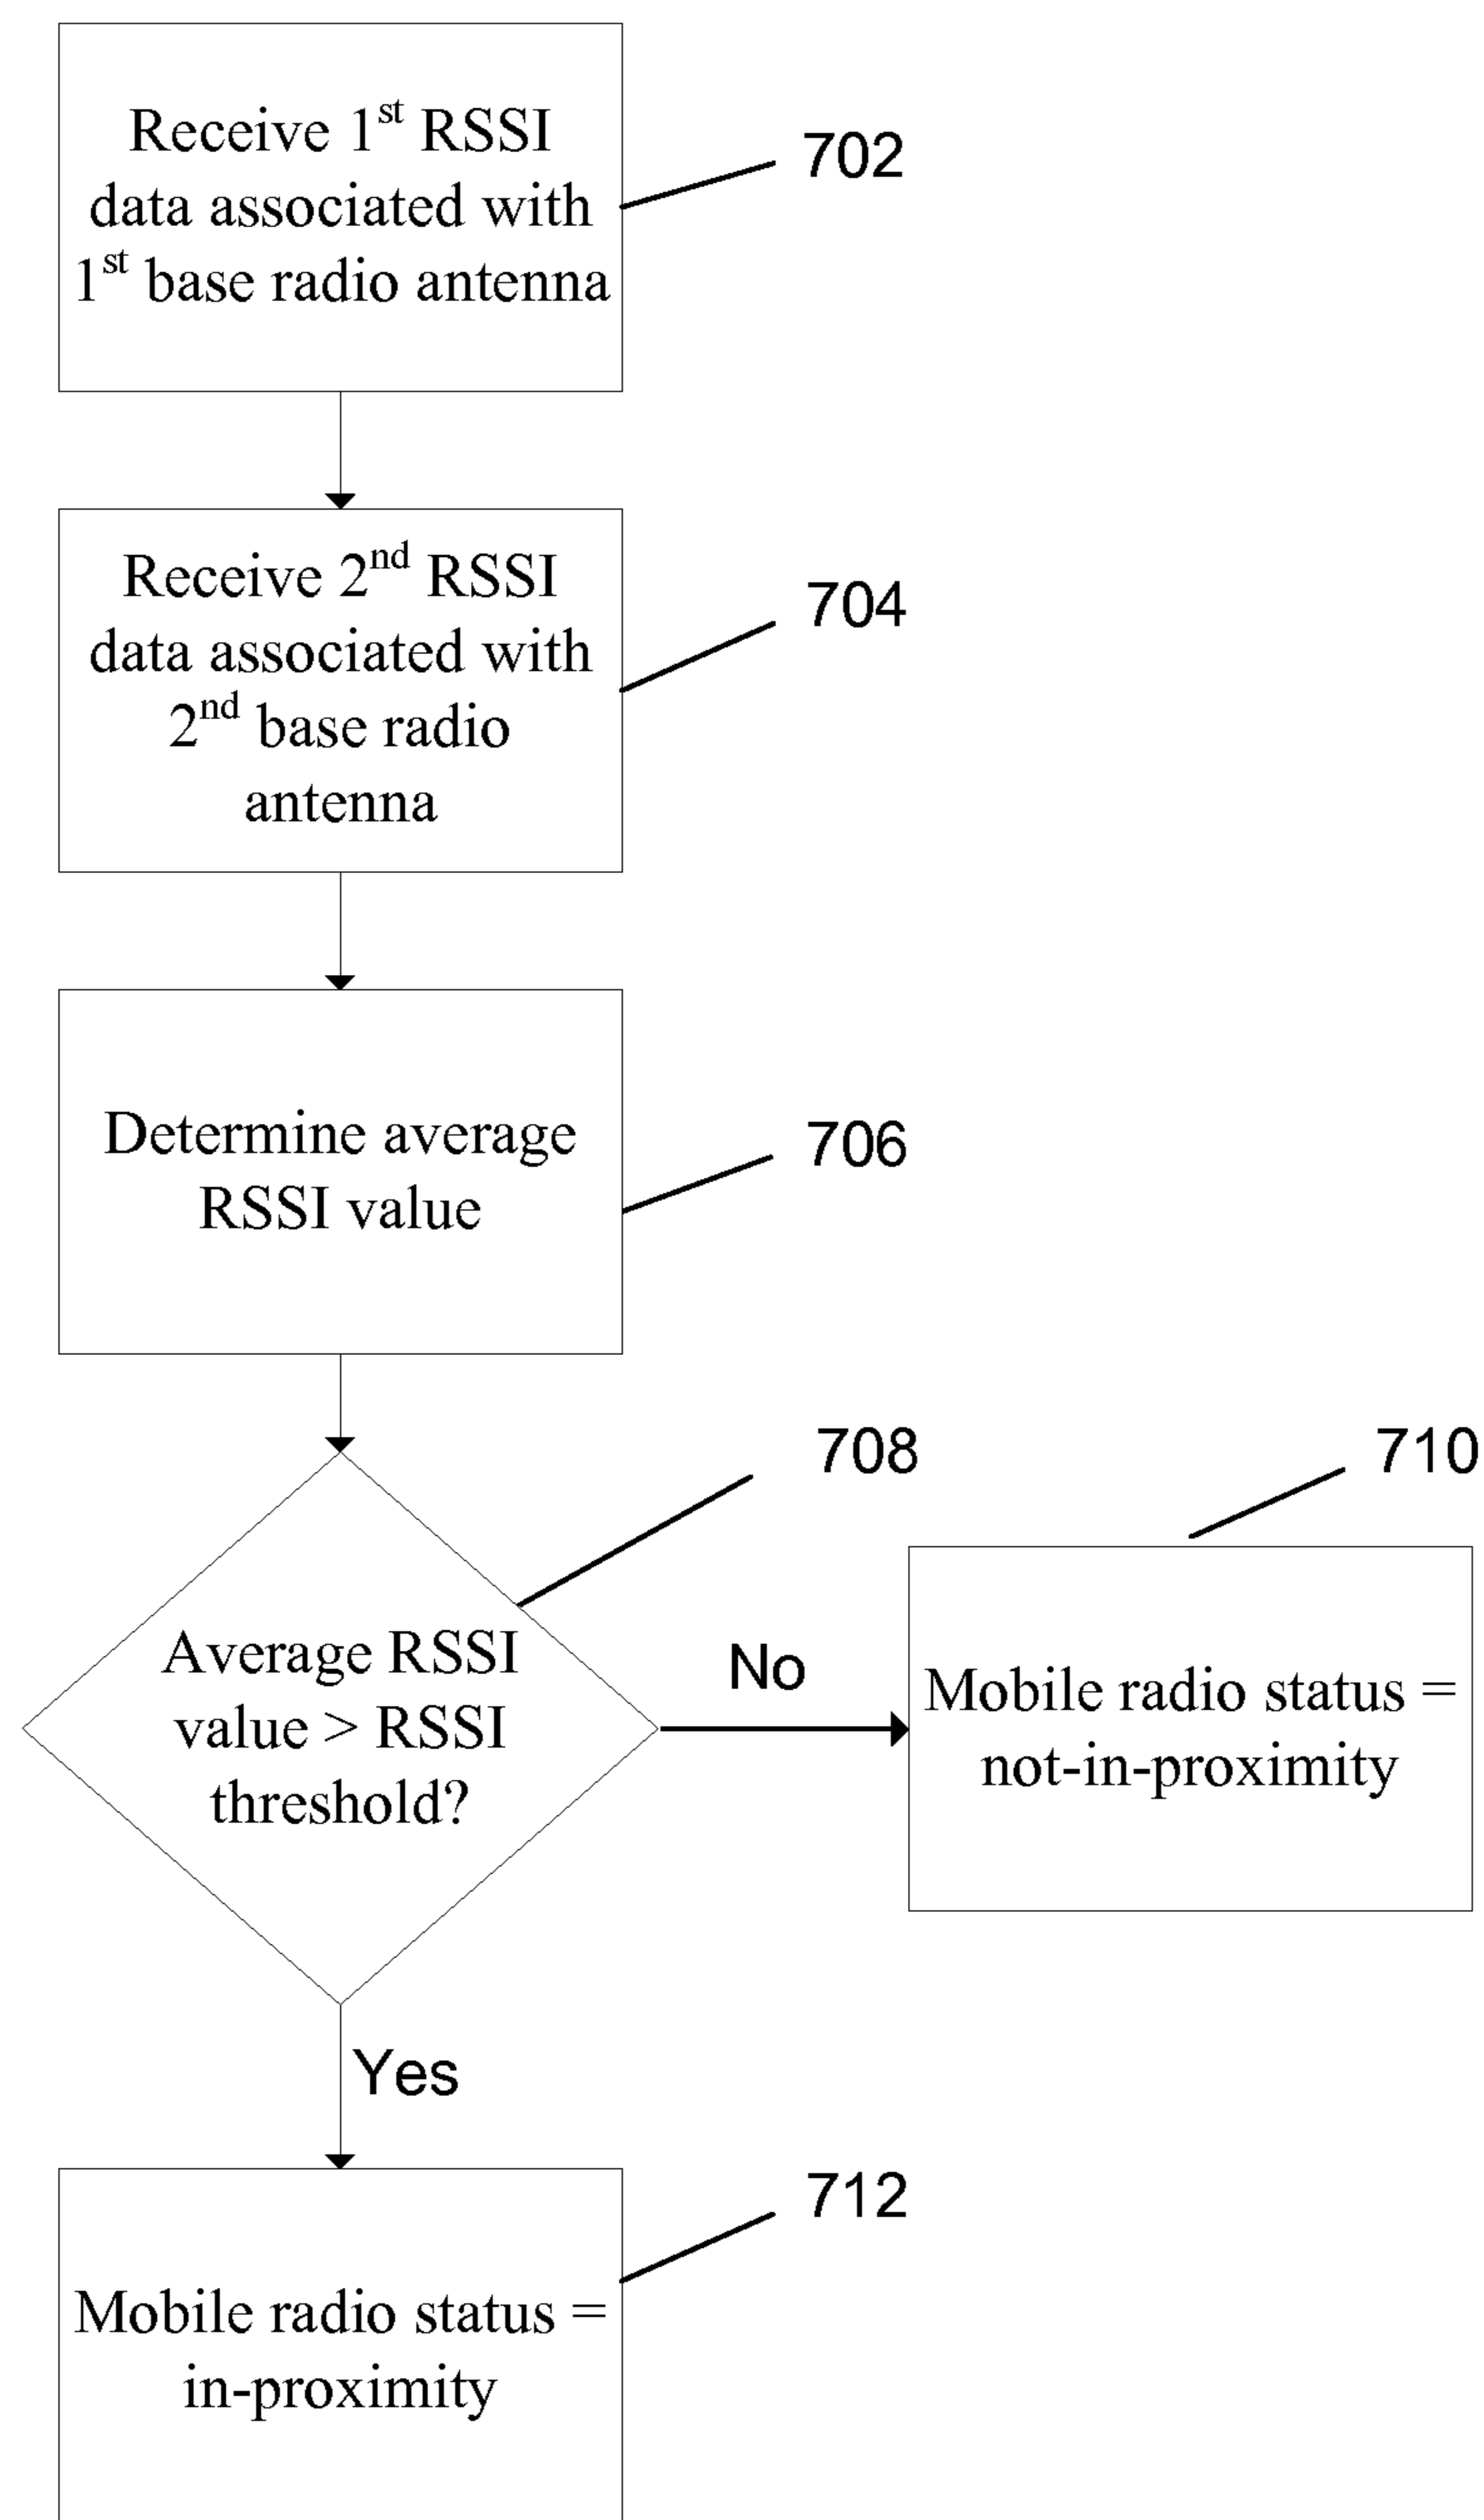 Receive 1st RSSI
data associated with
1st base radio antenna
702
Receive 2nd RSSI
data associated with
2nd base radio
antenna
704
Determine average
RSSI value
706
708
710
Average RSSI
value > RSSI
threshold?
No
Mobile radio status =
not-in-proximity
Yes
712
Mobile radio status =
in-proximity